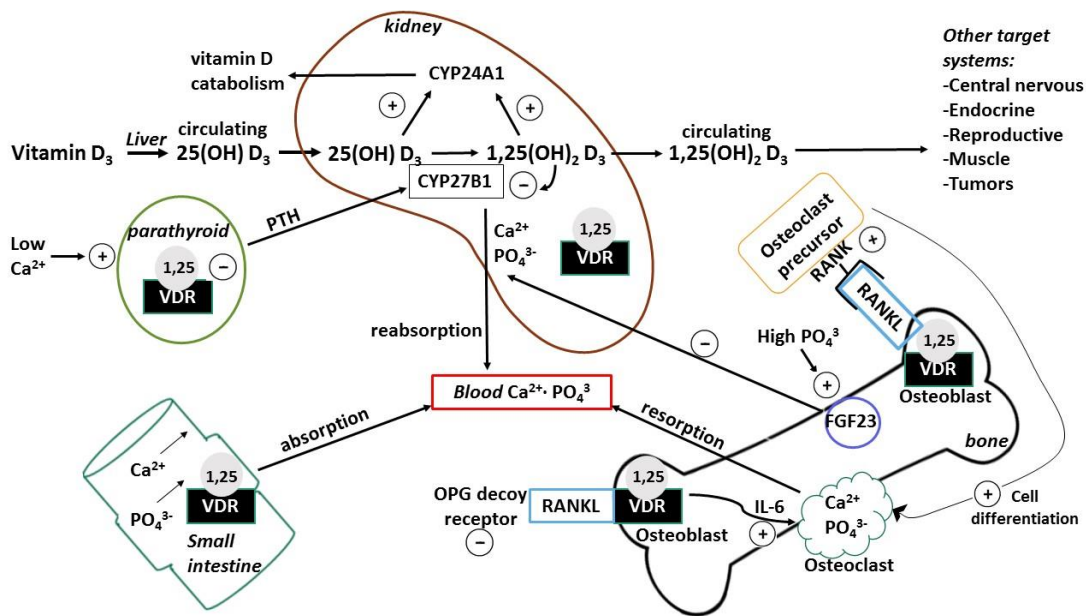 kidney
vitamin D
catabolism
CYP24A1
+
+
Other target
systems:
-Central nervous
-Endocrine
-Reproductive
-Muscle
-Tumors
Vitamin D₃
Liver
circulating
25(OH) D₃
25(OH) D₃
1,25(OH)₂ D₃
circulating
1,25(OH)₂ D₃
CYP27B1
−
PTH
Low
Ca²⁺
+
parathyroid
1,25
−
VDR
Ca²⁺
PO₄³⁻
1,25
VDR
reabsorption
Osteoclast
precursor
RANK
+
RANKL
1,25
VDR
Osteoblast
−
High PO₄³
+
FGF23
bone
Blood Ca²⁺· PO₄³
absorption
resorption
Ca²⁺
PO₄³⁻
1,25
VDR
Small
intestine
OPG decoy
receptor
−
RANKL
1,25
VDR
Osteoblast
IL-6
+
Ca²⁺
PO₄³⁻
Osteoclast
+ Cell
differentiation